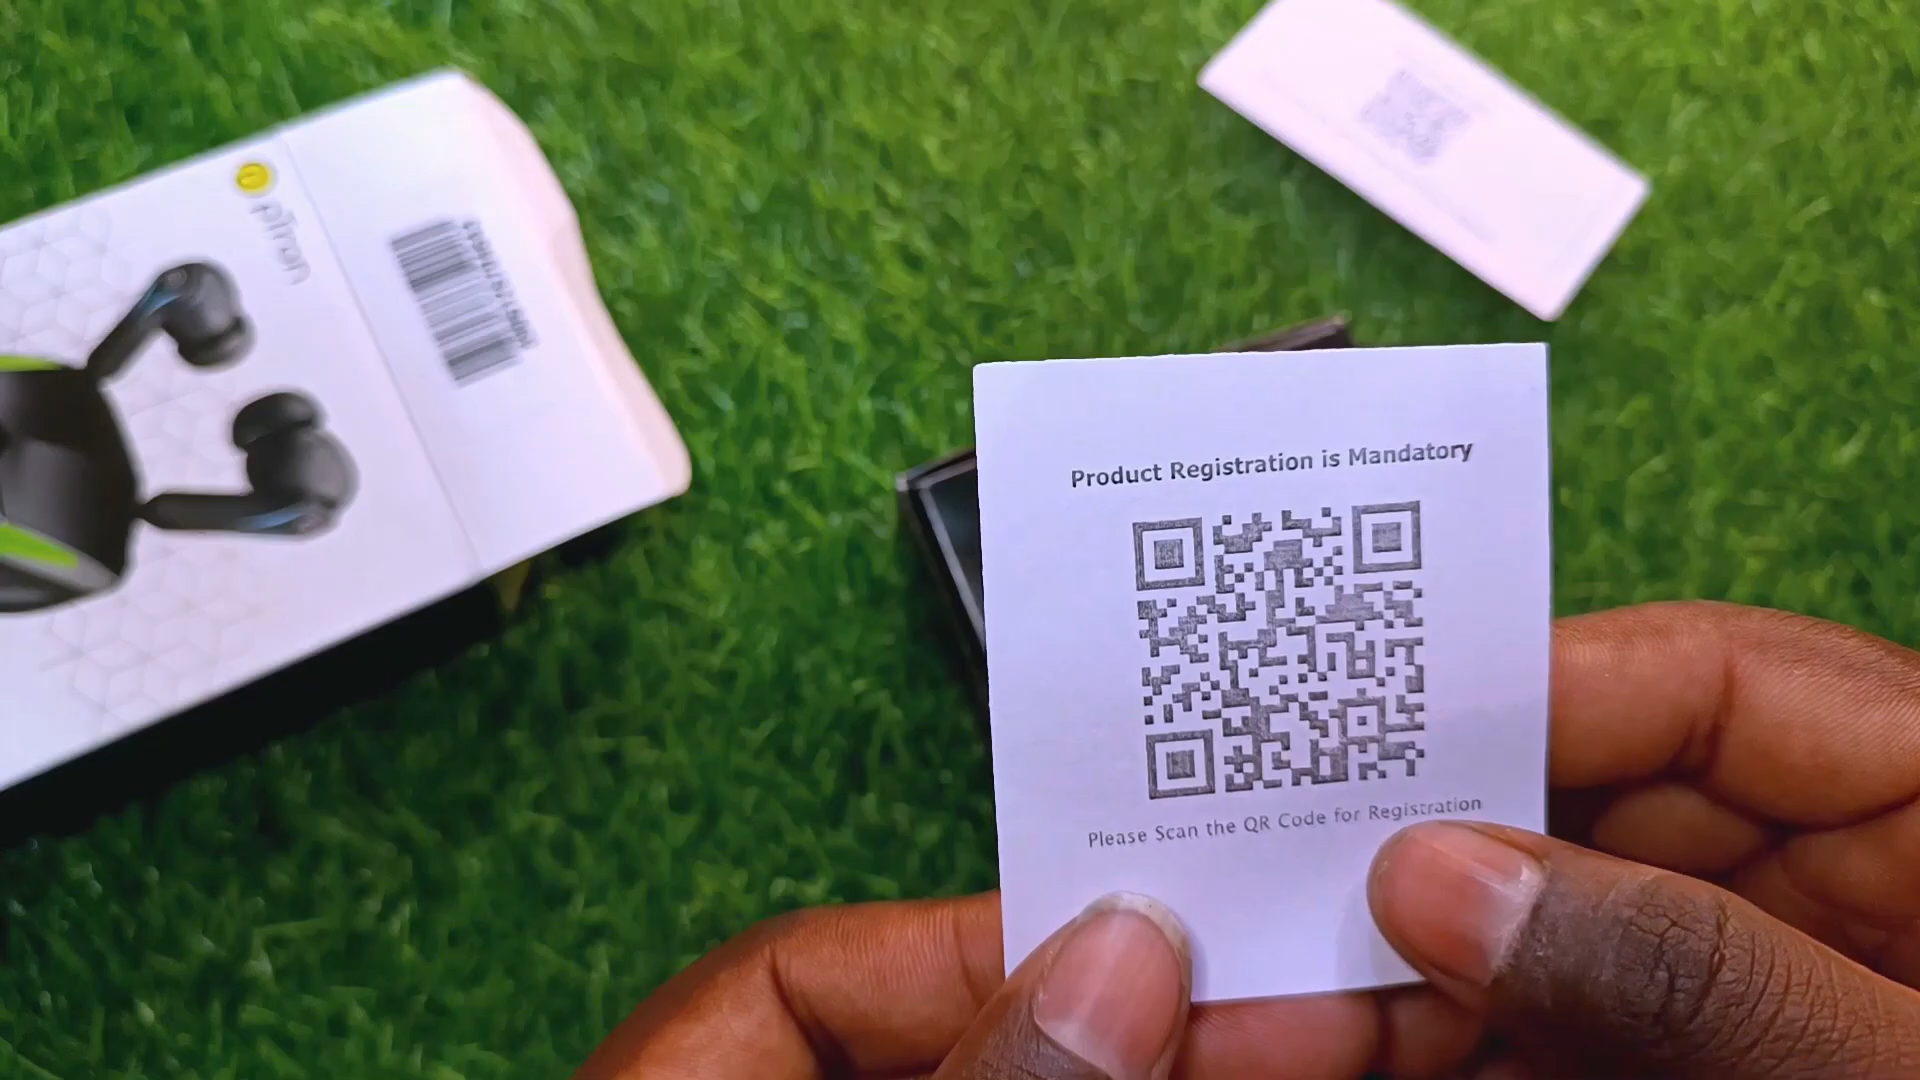 pTron
Product Registration is Mandatory
Please Scan the QR Code for Registration